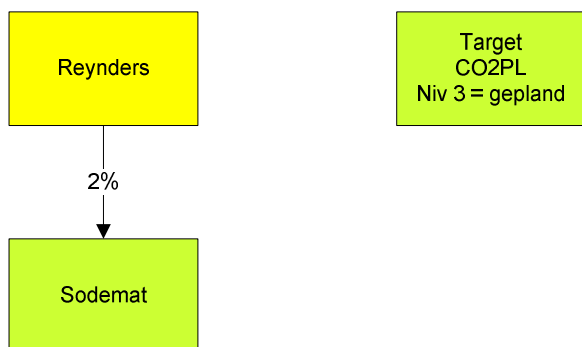 Reynders
Target
CO2PL
Niv 3 = gepland
2%
Sodemat